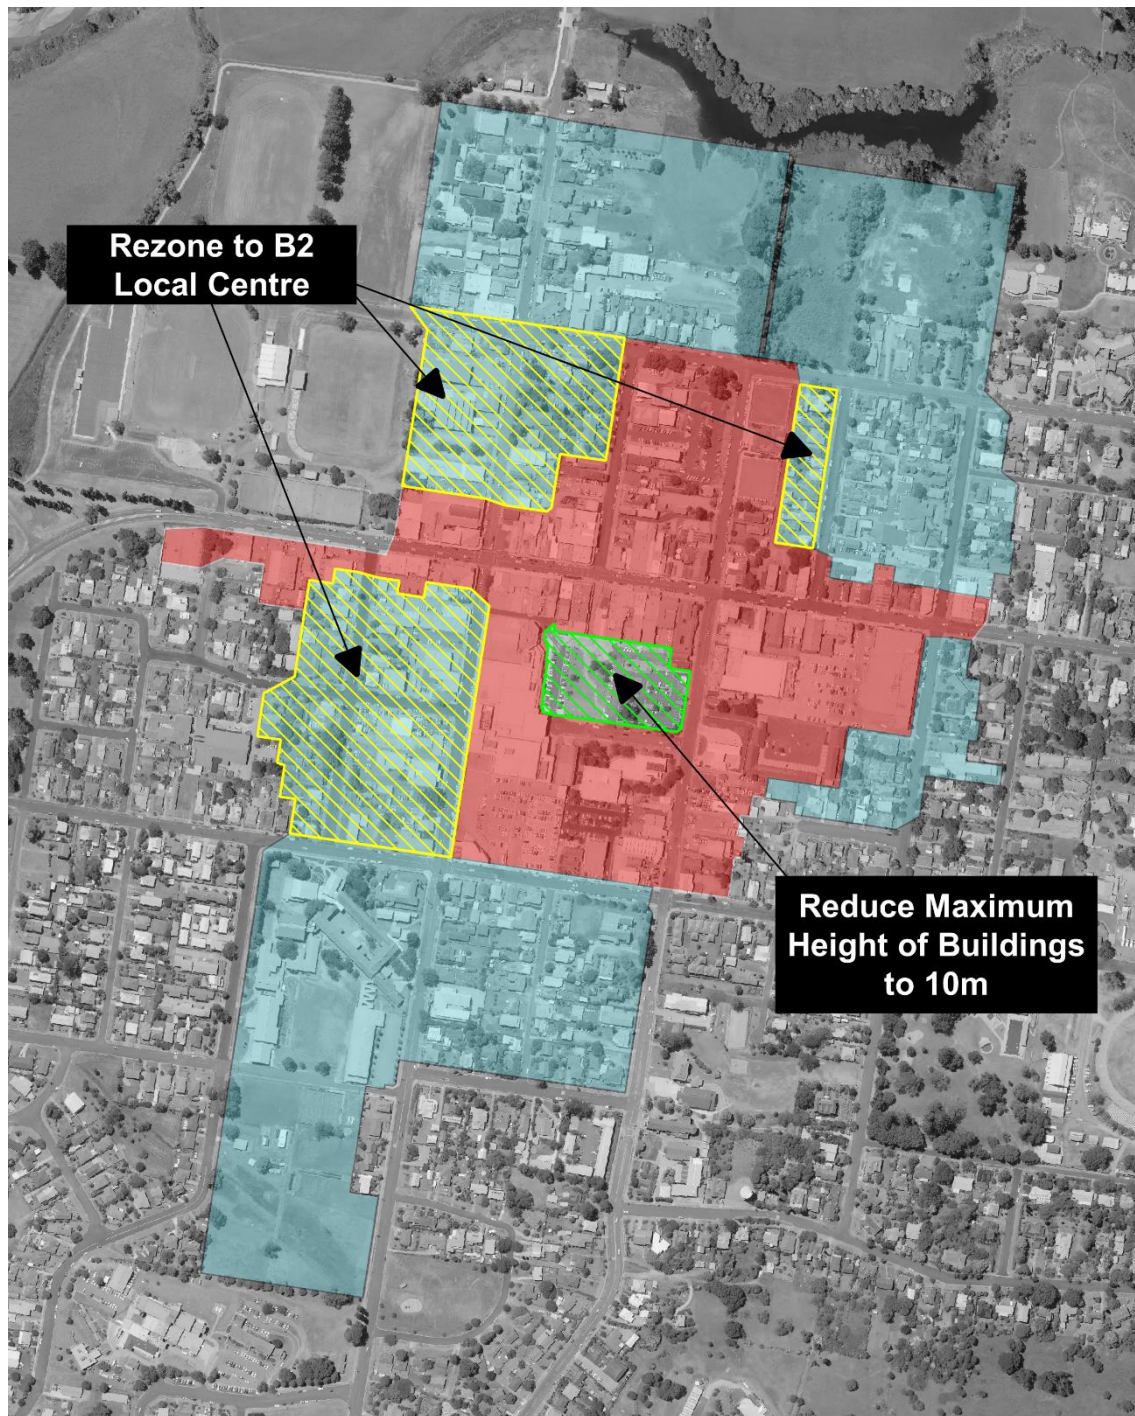 Rezone to B2
Local Centre
Reduce Maximum
Height of Buildings
to 10m